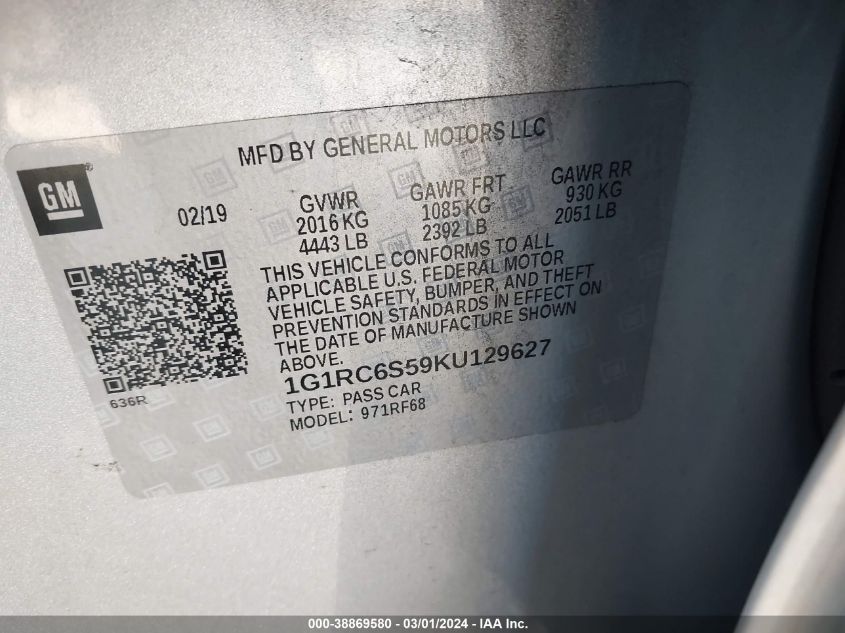 MFD BY GENERAL MOTORS LLC
GM
02/19
GVWR
2016 KG
4443 LB
GAWR FRT
1085 KG
2392 LB
GAWR RR
930 KG
2051 LB
THIS VEHICLE CONFORMS TO ALL
APPLICABLE U.S. FEDERAL MOTOR
VEHICLE SAFETY, BUMPER, AND THEFT
PREVENTION STANDARDS IN EFFECT ON
THE DATE OF MANUFACTURE SHOWN
ABOVE.
1G1RC6S59KU129627
TYPE: PASS CAR
MODEL: 971RF68
636R
000-38869580 - 03/01/2024 - IAA Inc.